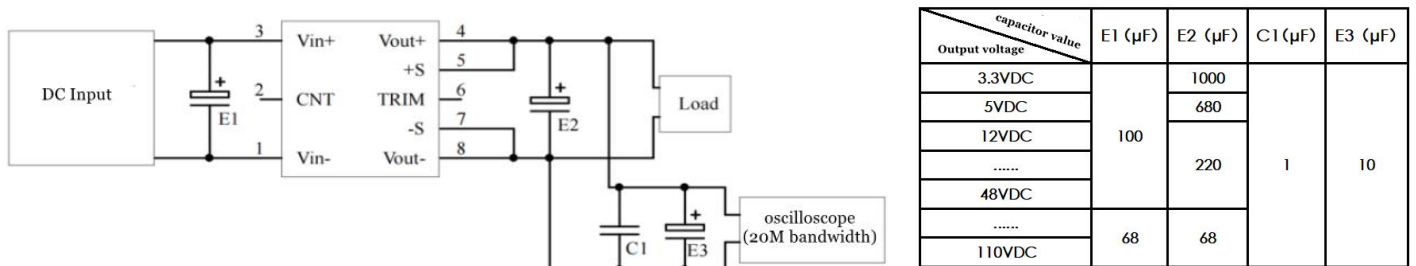 3
Vin+
Vout+
4
+S
5
DC Input
+
E1
2
CNT
TRIM
6
+
E2
Load
-S
7
1
Vin-
Vout-
8
C1
+
E3
oscilloscope
(20M bandwidth)
capacitor value
Output voltage
E1 (μF)
E2 (μF)
C1(μF)
E3 (μF)
3.3VDC
100
1000
1
10
5VDC
680
12VDC
220
......
48VDC
......
68
68
110VDC